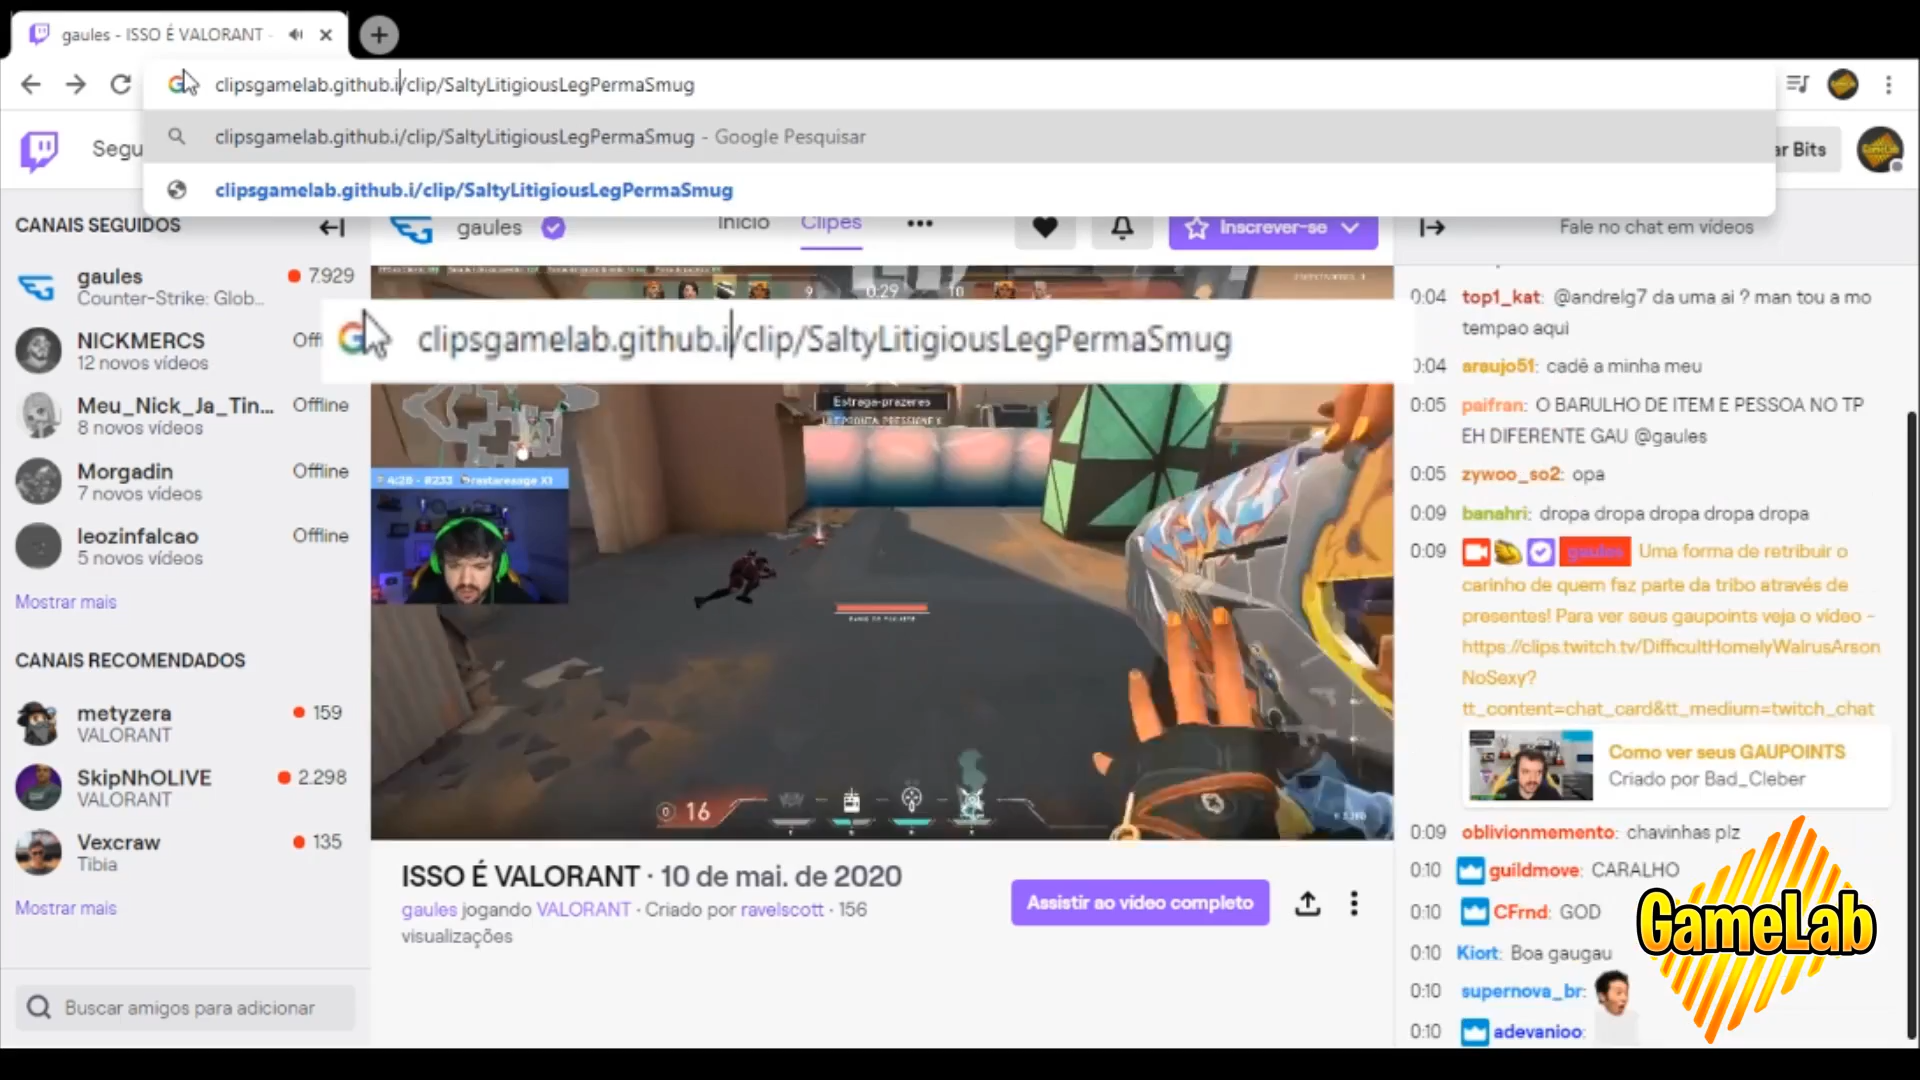 gaules - ISSO É VALORANT -
clipsgamelab.github.i/clip/SaltyLitigiousLegPermaSmug
clipsgamelab.github.i/clip/SaltyLitigiousLegPermaSmug - Google Pesquisar
clipsgamelab.github.i/clip/SaltyLitigiousLegPermaSmug
Segu
ar Bits
CANAIS SEGUIDOS
gaules
7.929
Counter-Strike: Glob...
NICKMERCS
Off
12 novos vídeos
Meu_Nick_Ja_Tin...
Offline
8 novos vídeos
Morgadin
Offline
7 novos vídeos
leozinfalcao
Offline
5 novos vídeos
Mostrar mais
CANAIS RECOMENDADOS
metyzera
159
VALORANT
SkipNhOLIVE
2.298
VALORANT
Vexcraw
135
Tibia
Mostrar mais
Buscar amigos para adicionar
gaules
Início
Clipes
Inscrever-se
9
0:29
10
clipsgamelab.github.i/clip/SaltyLitigiousLegPermaSmug
Estraga-prazeres
16
ISSO É VALORANT · 10 de mai. de 2020
gaules jogando VALORANT · Criado por ravelscott · 156
visualizações
Assistir ao vídeo completo
Fale no chat em vídeos
0:04 top1_kat: @andrelg7 da uma ai ? man tou a mo
tempao aqui
0:04 araujo51: cadê a minha meu
0:05 paifran: O BARULHO DE ITEM E PESSOA NO TP
EH DIFERENTE GAU @gaules
0:05 zywoo_so2: opa
0:09 banahri: dropa dropa dropa dropa dropa
0:09 gaules Uma forma de retribuir o
carinho de quem faz parte da tribo através de
presentes! Para ver seus gaupoints veja o vídeo -
https://clips.twitch.tv/DifficultHomelyWalrusArson
NoSexy?
tt_content=chat_card&tt_medium=twitch_chat
Como ver seus GAUPOINTS
Criado por Bad_Cleber
0:09 oblivionmemento: chavinhas plz
0:10 guildmove: CARALHO
0:10 CFrnd: GOD
0:10 Kiort: Boa gaugau
0:10 supernova_br:
0:10 adevanioo:
GameLab